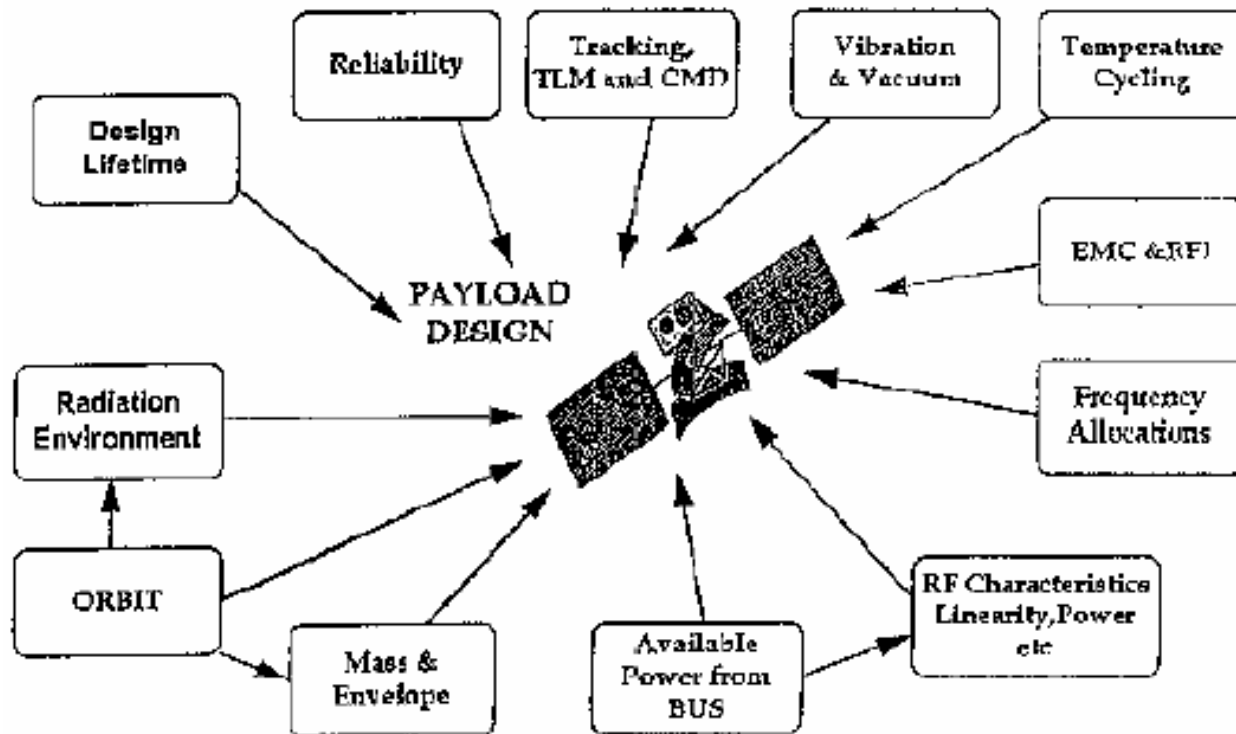 Reliability
Tracking,
TLM and CMD
Vibration
& Vacuum
Temperature
Cycling
Design
Lifetime
EMC &RFI
PAYLOAD
DESIGN
Radiation
Environment
Frequency
Allocations
ORBIT
Mass &
Envelope
Available
Power from
BUS
RF Characteristics
Linearity,Power
etc